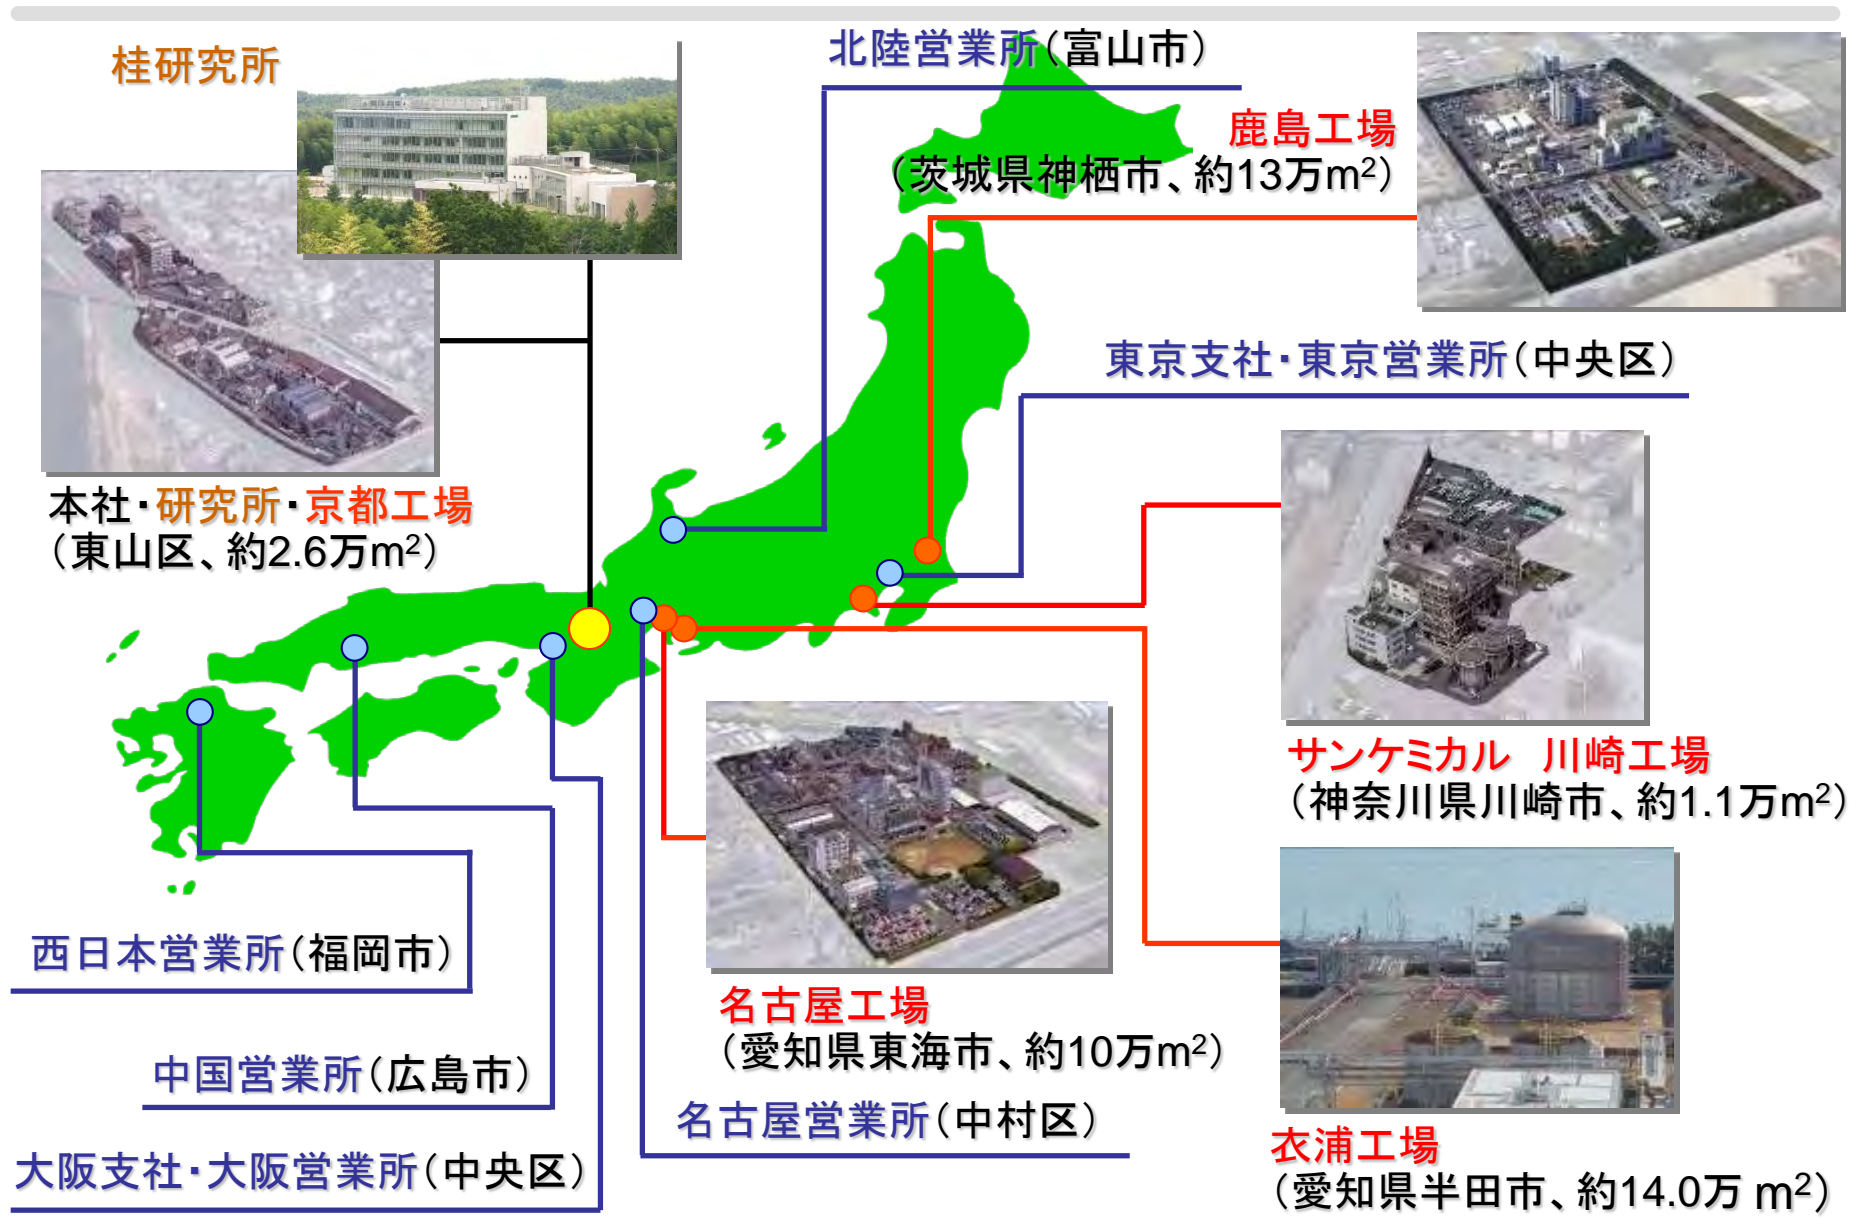 桂研究所
北陸営業所（富山市）
鹿島工場
（茨城県神栖市、約13万m²）
東京支社・東京営業所（中央区）
本社・研究所・京都工場
（東山区、約2.6万m²）
サンケミカル　川崎工場
（神奈川県川崎市、約1.1万m²）
西日本営業所（福岡市）
名古屋工場
（愛知県東海市、約10万m²）
中国営業所（広島市）
名古屋営業所（中村区）
衣浦工場
（愛知県半田市、約14.0万 m²）
大阪支社・大阪営業所（中央区）